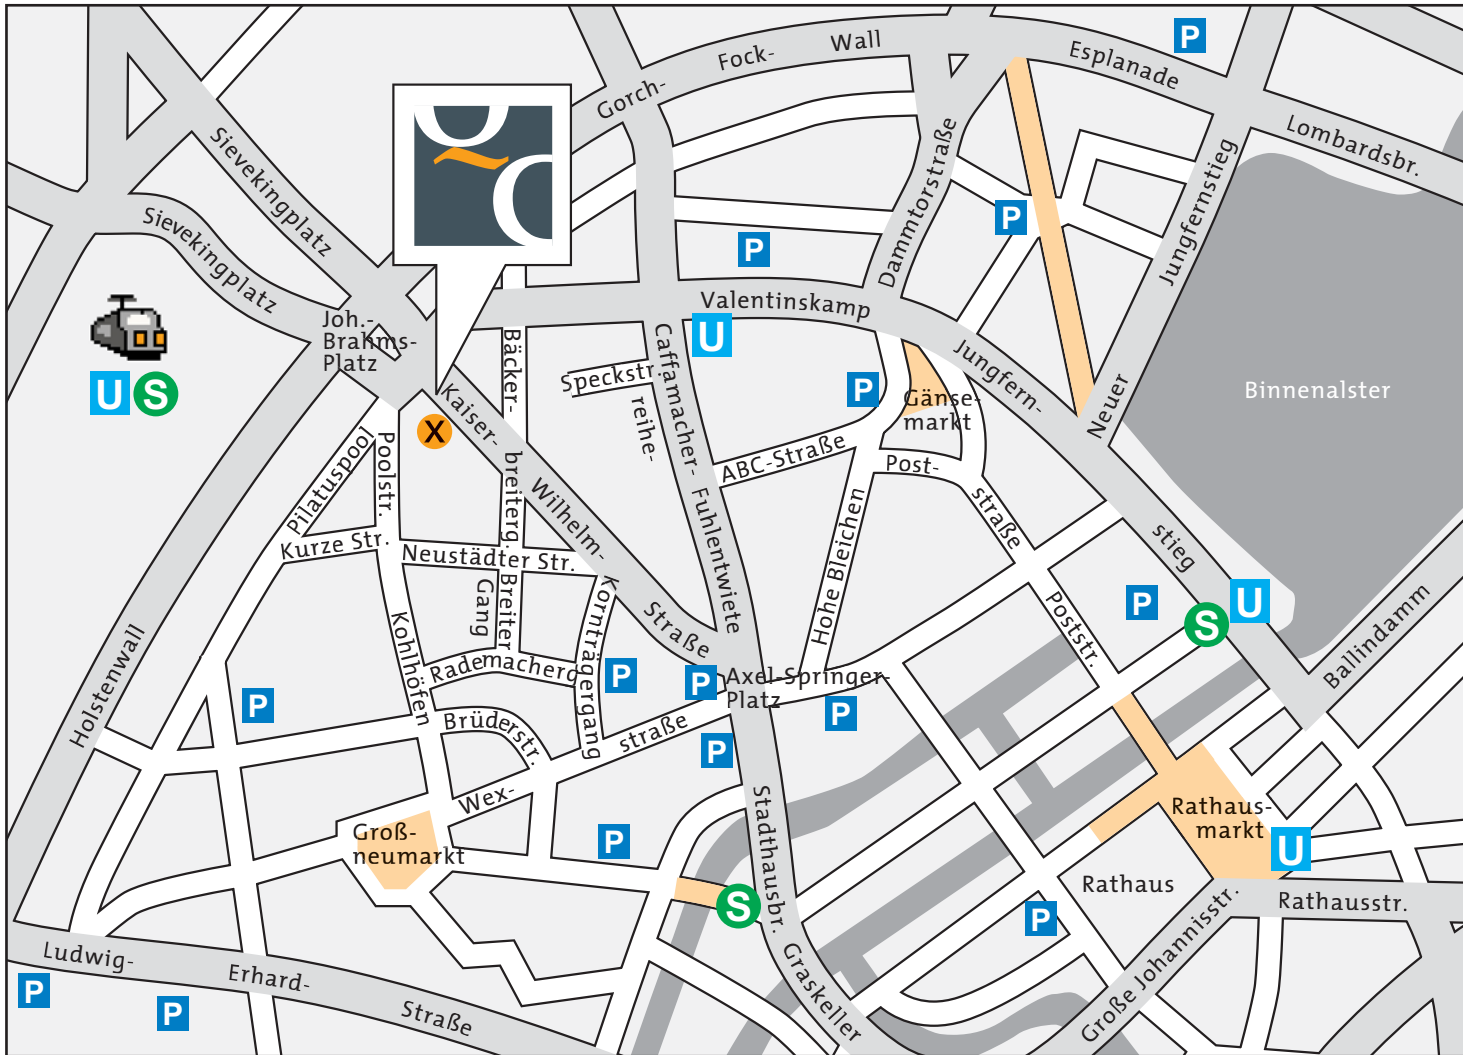 P
Esplanade
Wall
Fock-
Gorch-
Lombardsbr.
Sievekingplatz
Sievekingplatz
Dammtorstraße
Jungfernstieg
P
P
Valentinskamp
U
Joh.-
Brahms-
Platz
U S
Bäcker-
breiterg.
Speckstr.
Caffamacher-
reihe-
P
Gänse-
markt
Jungfern-
stieg
Neuer
Binnenalster
X
Kaiser-
Wilhelm-
Straße
Pilatuspool
Poolstr.
ABC-Straße
Post-
straße
Fuhlentwiete
Hohe Bleichen
Kurze Str.
Neustädter Str.
Breiter
Gang
Kornträgergang
Kohlhöfen
Rademacherg
Poststr.
P
S
U
Ballindamm
Holstenwall
P
P
P
Axel-Springer-
Platz
P
Brüderstr.
Wex-
straße
P
Stadthausbr.
Rathaus-
markt
U
Groß-
neumarkt
P
Rathaus
Rathausstr.
S
P
Graskeller
Große Johannisstr.
Ludwig-
Erhard-
Straße
P
P